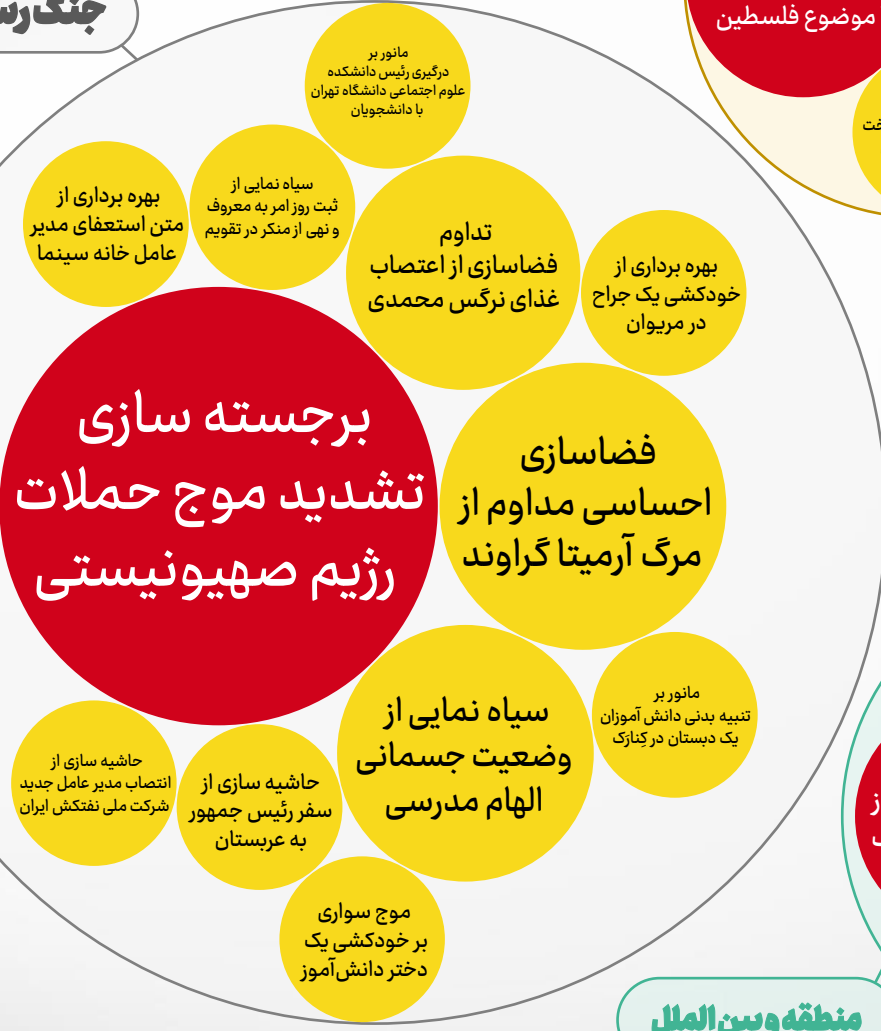 موضوع فلسطین
مانور بر
درگیری رئیس دانشکده
علوم اجتماعی دانشگاه تهران
با دانشجویان
سیاه نمایی از
ثبت روز امر به معروف
و نهی از منکر در تقویم
بهره برداری از
متن استعفای مدیر
عامل خانه سینما
تداوم
فضاسازی از اعتصاب
غذای نرگس محمدی
بهره برداری از
خودکشی یک جراح
در مریوان
برجسته سازی
تشدید موج حملات
رژیم صهیونیستی
فضاسازی
احساسی مداوم از
مرگ آرمیتا گراوند
سیاه نمایی از
وضعیت جسمانی
الهام مدرسی
مانور بر
تنبیه بدنی دانش آموزان
یک دبستان در کِنارَک
حاشیه سازی از
سفر رئیس جمهور
به عربستان
حاشیه سازی از
انتصاب مدیر عامل جدید
شرکت ملی نفتکش ایران
موج سواری
بر خودکشی یک
دختر دانش‌آموز
منطقه و بین الملل